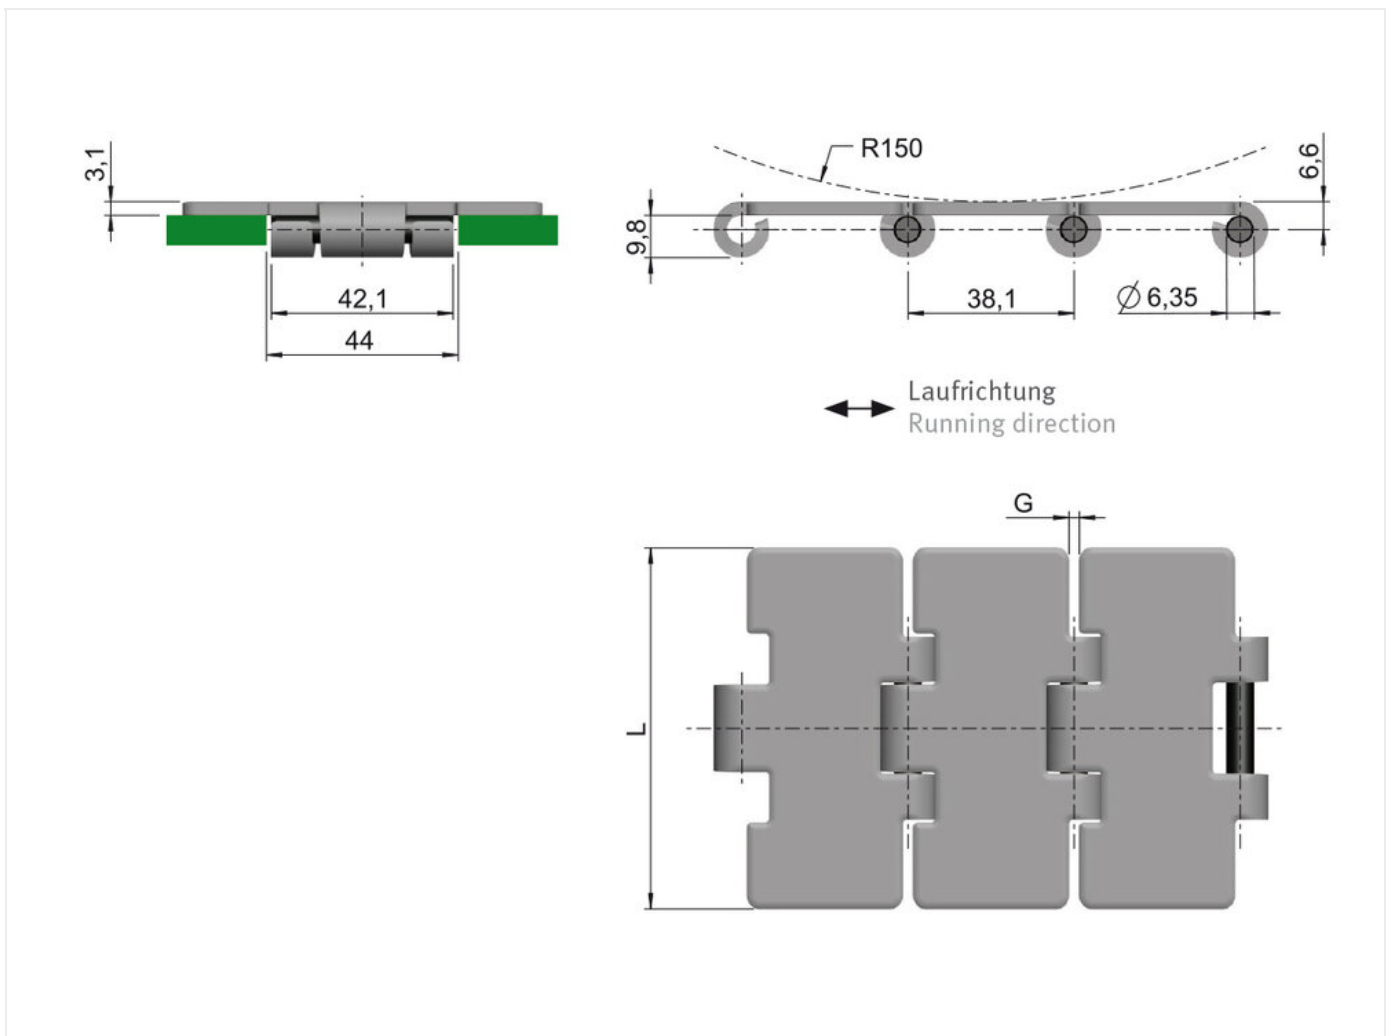 3,1
42,1
44
R150
6,6
9,8
38,1
Ø 6,35
Laufrichtung
Running direction
G
L